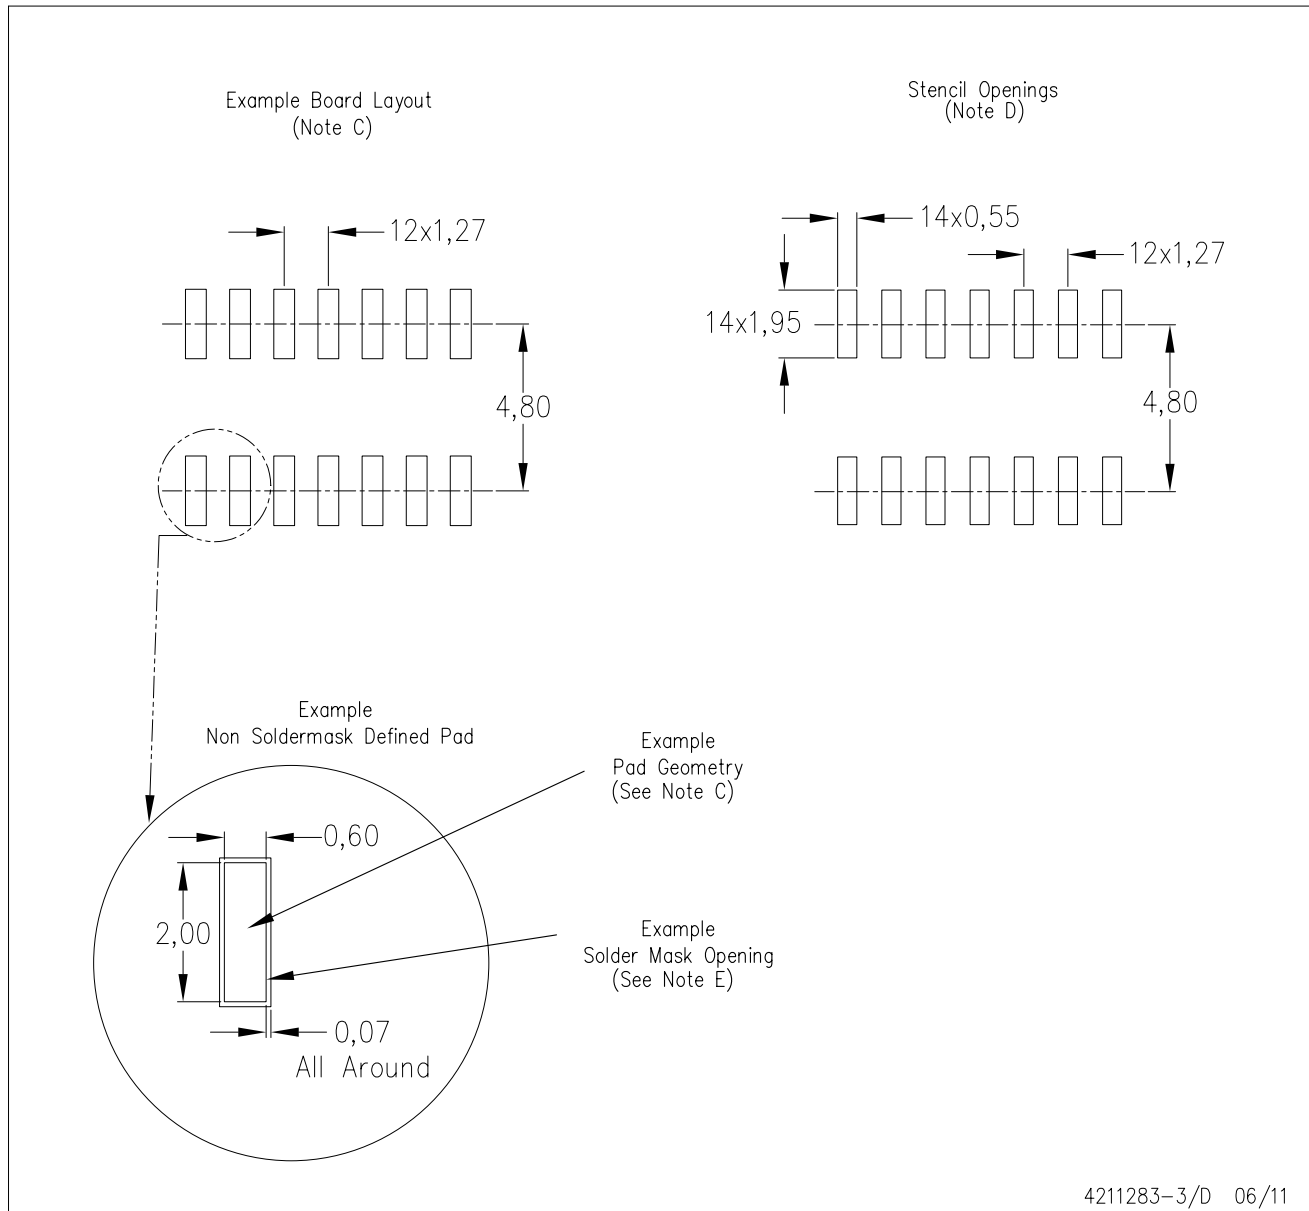 Example Board Layout
(Note C)
Stencil Openings
(Note D)
12x1,27
14x0,55
12x1,27
14x1,95
4,80
4,80
Example
Non Soldermask Defined Pad
Example
Pad Geometry
(See Note C)
0,60
2,00
Example
Solder Mask Opening
(See Note E)
0,07
All Around
4211283-3/D 06/11